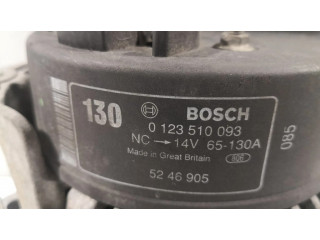 130 BOSCH
0 123 510 093
NC → 14V 65-130A
Made in Great Britain
52 46 905
085